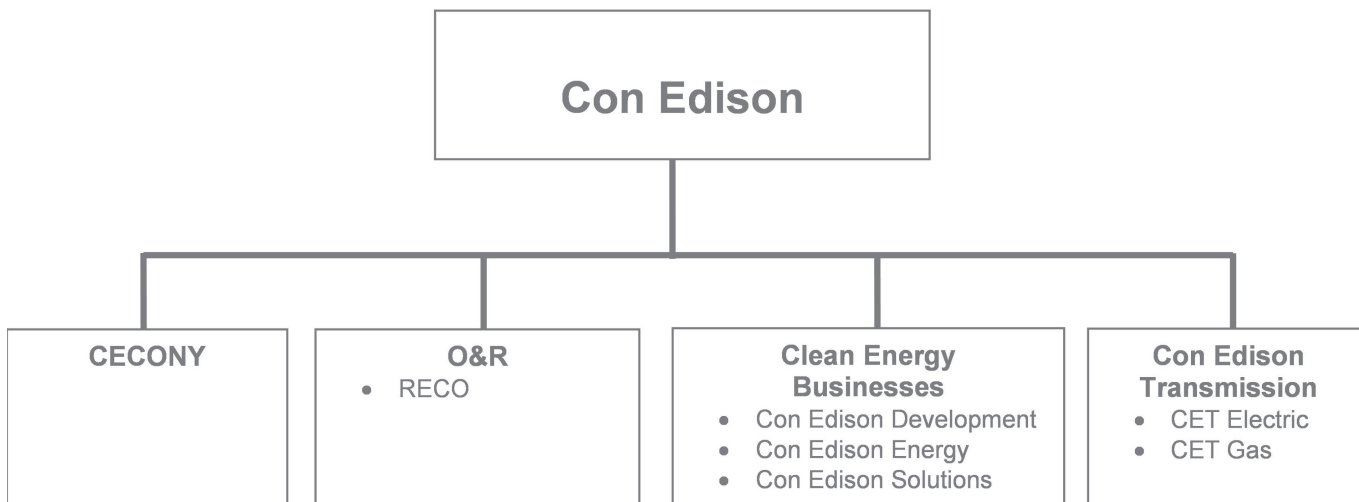 Con Edison
CECONY
O&R
• RECO
Clean Energy
Businesses
• Con Edison Development
• Con Edison Energy
• Con Edison Solutions
Con Edison
Transmission
• CET Electric
• CET Gas